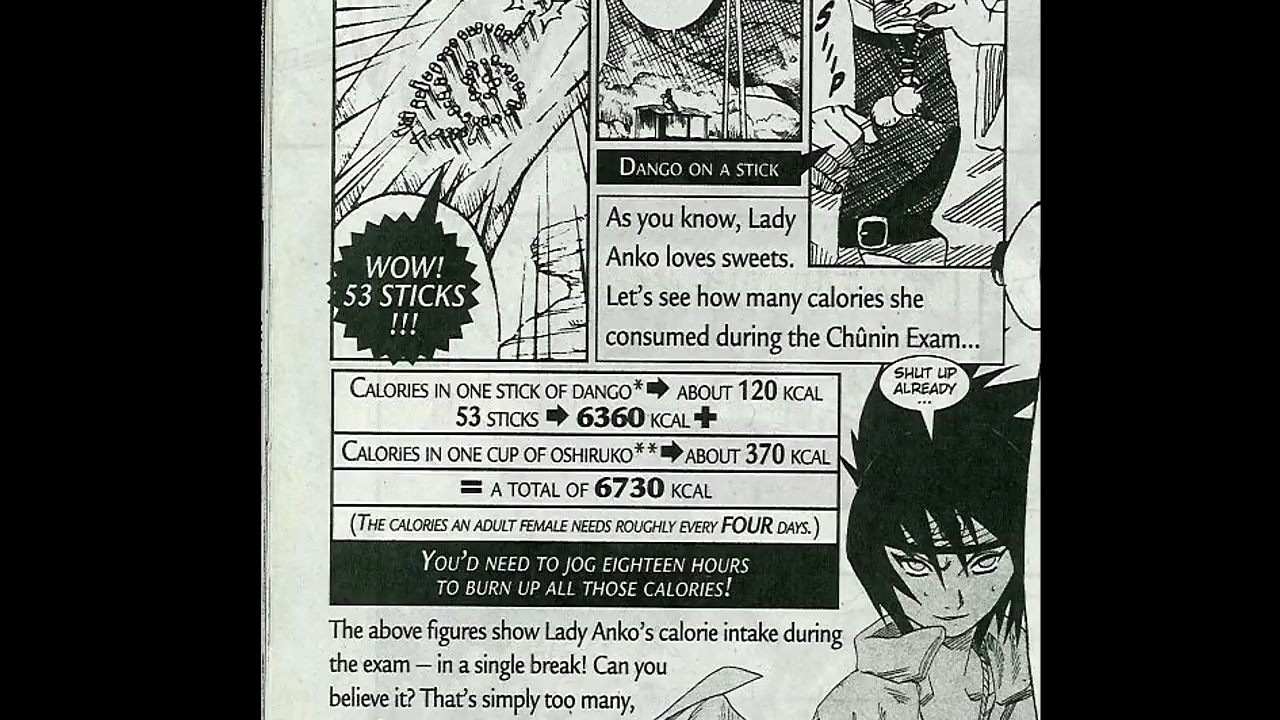 SLIIP
DANGO ON A STICK
As you know, Lady
Anko loves sweets.
Let's see how many calories she
consumed during the Chûnin Exam...
WOW!
53 STICKS
!!!
CALORIES IN ONE STICK OF DANGO* ➡ ABOUT 120 KCAL
53 STICKS ➡ 6360 KCAL +
CALORIES IN ONE CUP OF OSHIRUKO** ➡ ABOUT 370 KCAL
= A TOTAL OF 6730 KCAL
(THE CALORIES AN ADULT FEMALE NEEDS ROUGHLY EVERY FOUR DAYS.)
YOU'D NEED TO JOG EIGHTEEN HOURS
TO BURN UP ALL THOSE CALORIES!
SHUT UP
ALREADY
...
The above figures show Lady Anko's calorie intake during
the exam — in a single break! Can you
believe it? That's simply too many,